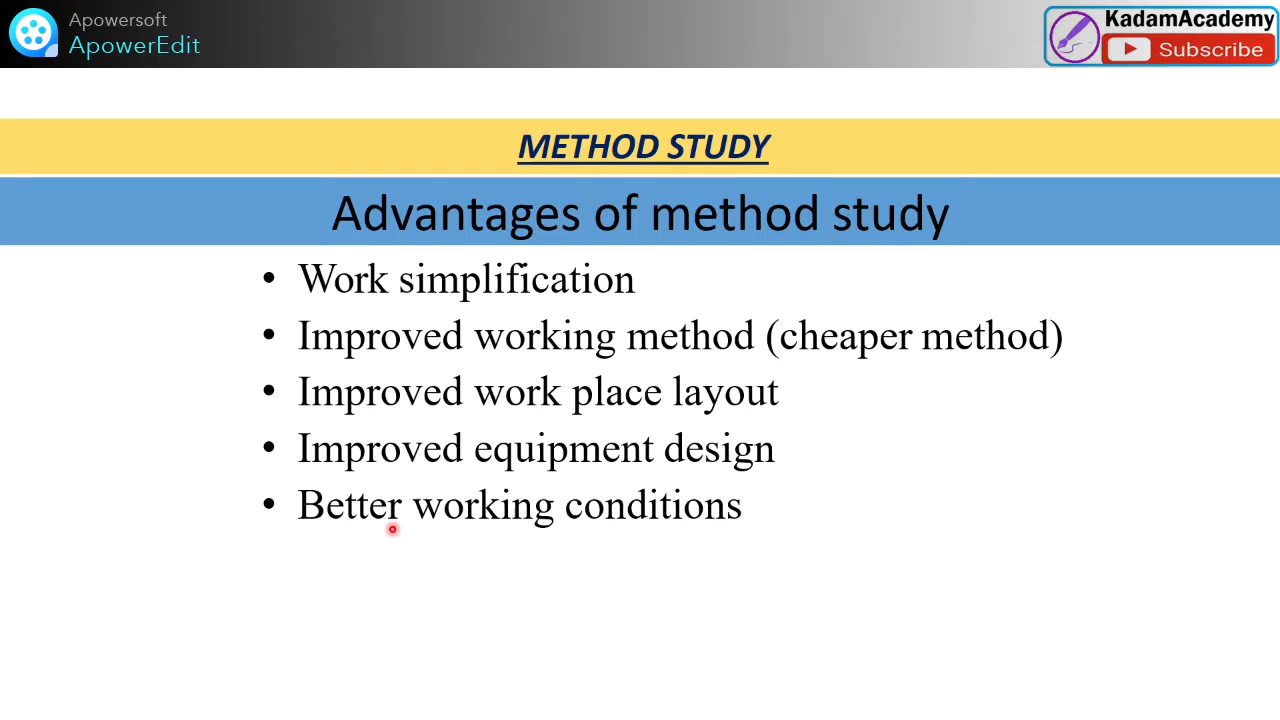 Apowersoft
ApowerEdit
KadamAcademy
Subscribe
METHOD STUDY
Advantages of method study
• Work simplification
• Improved working method (cheaper method)
• Improved work place layout
• Improved equipment design
• Better working conditions